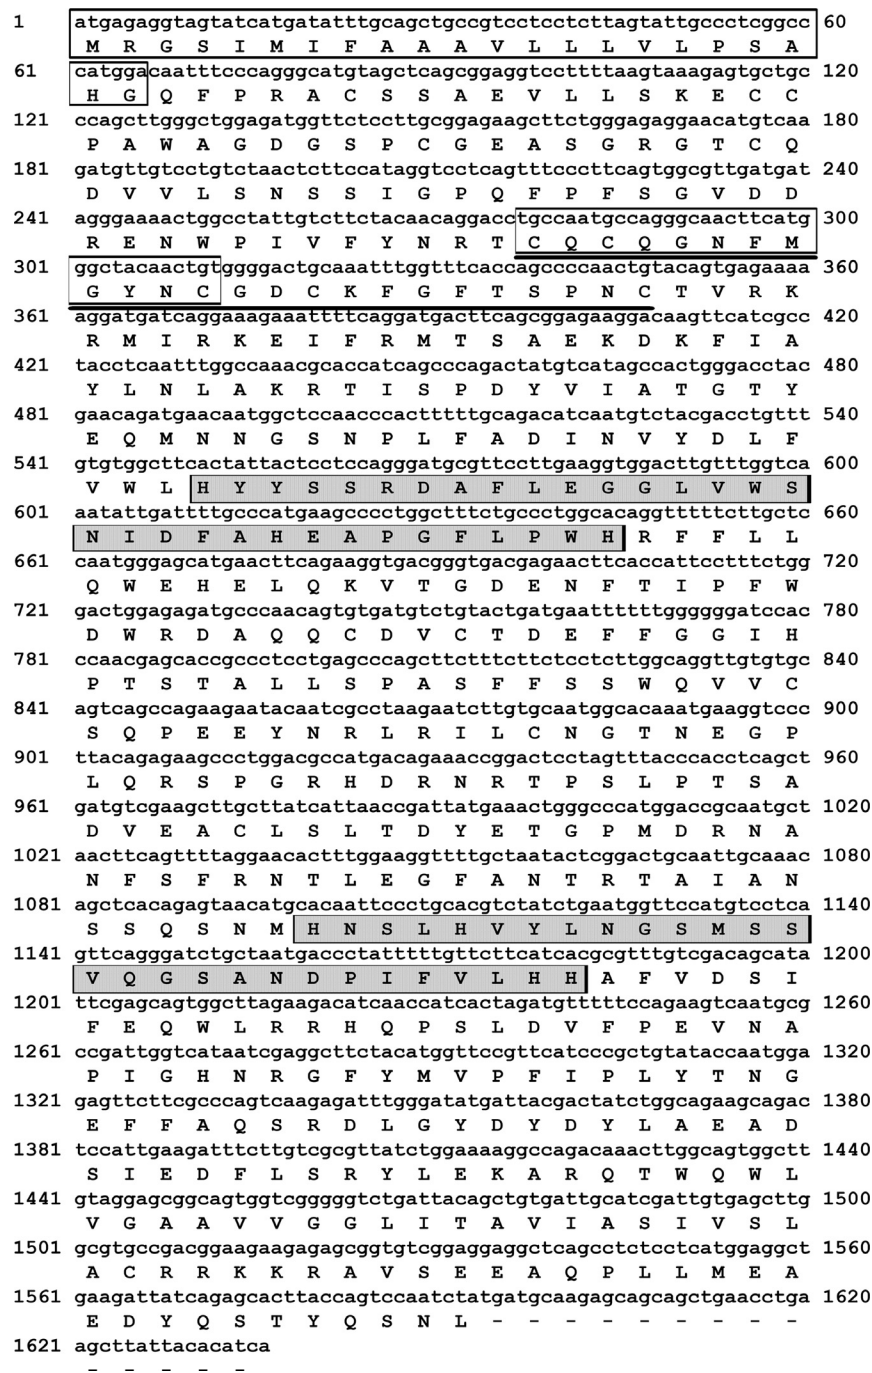 1 atgagaggtagtatcatgatatttgcagctgccgtcctcctcttagtattgccctcggcc 60
M R G S I M I F A A A V L L L V L P S A
61 catggacaatttcccagggcatgtagctcagcggaggtccttttaagtaaagagtgctgc 120
H G Q F P R A C S S A E V L L S K E C C
121 ccagcttgggctggagatggttctccttgcggagaagcttctgggagaggaacatgtcaa 180
P A W A G D G S P C G E A S G R G T C Q
181 gatgttgtcctgtctaactcttccataggtcctcagtttcccttcagtggcgttgatgat 240
D V V L S N S S I G P Q F P F S G V D D
241 agggaaaactggcctattgtcttctacaacaggacctgccaatgccagggcaacttcatg 300
R E N W P I V F Y N R T C Q C Q G N F M
301 ggctacaactgtggggactgcaaatttggtttcaccagccccaactgtacagtgagaaaa 360
G Y N C G D C K F G F T S P N C T V R K
361 aggatgatcaggaaagaaattttcaggatgacttcagcggagaaggacaagttcatcgcc 420
R M I R K E I F R M T S A E K D K F I A
421 tacctcaatttggccaaacgcaccatcagcccagactatgtcatagccactgggacctac 480
Y L N L A K R T I S P D Y V I A T G T Y
481 gaacagatgaacaatggctccaacccactttttgcagacatcaatgtctacgacctgttt 540
E Q M N N G S N P L F A D I N V Y D L F
541 gtgtggcttcactattactcctccagggatgcgttccttgaaggtggacttgtttggtca 600
V W L H Y Y S S R D A F L E G G L V W S
601 aatattgattttgcccatgaagcccctggctttctgccctggcacaggtttttcttgctc 660
N I D F A H E A P G F L P W H R F F L L
661 caatgggagcatgaacttcagaaggtgacgggtgacgagaacttcaccattcctttctgg 720
Q W E H E L Q K V T G D E N F T I P F W
721 gactggagagatgcccaacagtgtgatgtctgtactgatgaattttttggggggatccac 780
D W R D A Q Q C D V C T D E F F G G I H
781 ccaacgagcaccgccctcctgagcccagcttctttcttctcctcttggcaggttgtgtgc 840
P T S T A L L S P A S F F S S W Q V V C
841 agtcagccagaagaatacaatcgcctaagaatcttgtgcaatggcacaaatgaaggtccc 900
S Q P E E Y N R L R I L C N G T N E G P
901 ttacagagaagccctggacgccatgacagaaaccggactcctagtttacccacctcagct 960
L Q R S P G R H D R N R T P S L P T S A
961 gatgtcgaagcttgcttatcattaaccgattatgaaactgggcccatggaccgcaatgct 1020
D V E A C L S L T D Y E T G P M D R N A
1021 aacttcagttttaggaacactttggaaggttttgctaatactcggactgcaattgcaaac 1080
N F S F R N T L E G F A N T R T A I A N
1081 agctcacagagtaacatgcacaattccctgcacgtctatctgaatggttccatgtcctca 1140
S S Q S N M H N S L H V Y L N G S M S S
1141 gttcagggatctgctaatgaccctatttttgttcttcatcacgcgtttgtcgacagcata 1200
V Q G S A N D P I F V L H H A F V D S I
1201 ttcgagcagtggcttagaagacatcaaccatcactagatgtttttccagaagtcaatgcg 1260
F E Q W L R R H Q P S L D V F P E V N A
1261 ccgattggtcataatcgaggcttctacatggttccgttcatcccgctgtataccaatgga 1320
P I G H N R G F Y M V P F I P L Y T N G
1321 gagttcttcgcccagtcaagagatttgggatatgattacgactatctggcagaagcagac 1380
E F F A Q S R D L G Y D Y D Y L A E A D
1381 tccattgaagatttcttgtcgcgttatctggaaaaggccagacaaacttggcagtggctt 1440
S I E D F L S R Y L E K A R Q T W Q W L
1441 gtaggagcggcagtggtcgggggtctgattacagctgtgattgcatcgattgtgagcttg 1500
V G A A V V G G L I T A V I A S I V S L
1501 gcgtgccgacggaagaagagagcggtgtcggaggaggctcagcctctcctcatggaggct 1560
A C R R K K R A V S E E A Q P L L M E A
1561 gaagattatcagagcacttaccagtccaatctatgatgcaagagcagcagctgaacctga 1620
E D Y Q S T Y Q S N L - - - - - - - - -
1621 agcttattacacatca
- - - - -